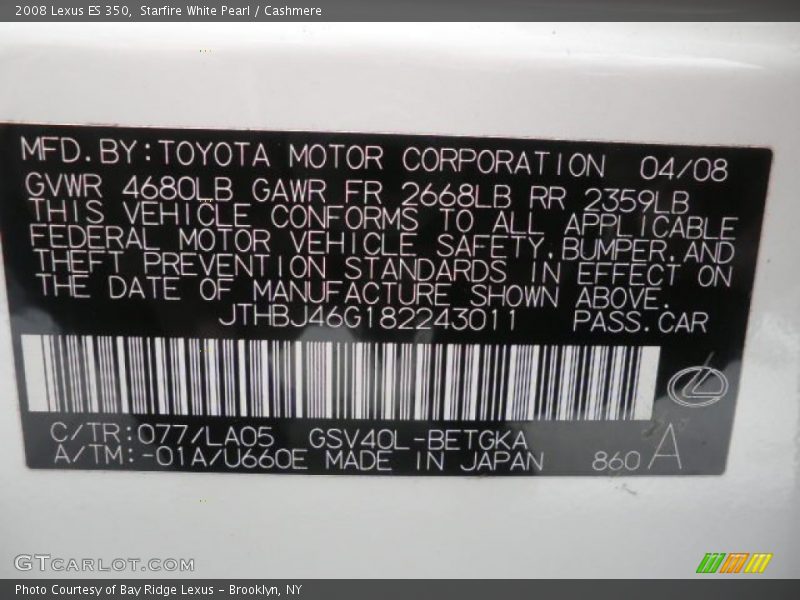 2008 Lexus ES 350, Starfire White Pearl / Cashmere
MFD.BY:TOYOTA MOTOR CORPORATION 04/08
GVWR 4680LB GAWR FR 2668LB RR 2359LB
THIS VEHICLE CONFORMS TO ALL APPLICABLE
FEDERAL MOTOR VEHICLE SAFETY,BUMPER,AND
THEFT PREVENTION STANDARDS IN EFFECT ON
THE DATE OF MANUFACTURE SHOWN ABOVE.
JTHBJ46G182243011 PASS.CAR
C/TR:077/LA05 GSV40L-BETGKA
A/TM:-01A/U660E MADE IN JAPAN 860 A
GTCARLOT.COM
Photo Courtesy of Bay Ridge Lexus - Brooklyn, NY